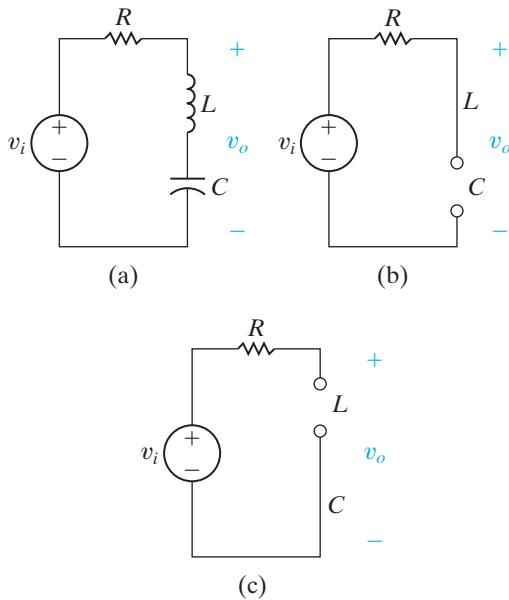 R
+
L
+
−
v_i
v_o
C
−
(a)
R
+
L
+
−
v_i
v_o
C
−
(b)
R
+
L
+
−
v_i
v_o
C
−
(c)